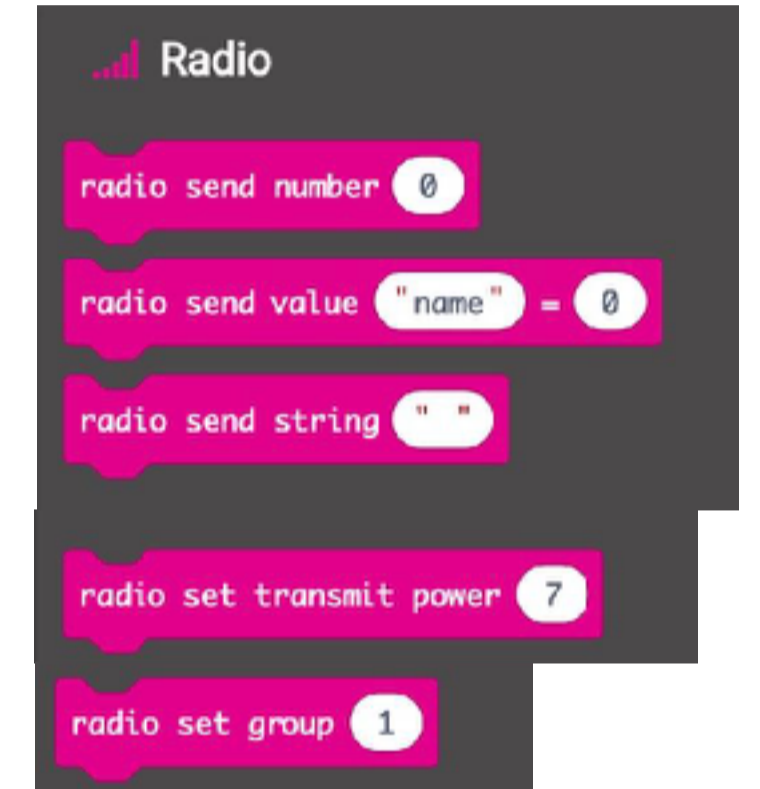 Radio
radio send number 0
radio send value "name" = 0
radio send string " "
radio set transmit power 7
radio set group 1